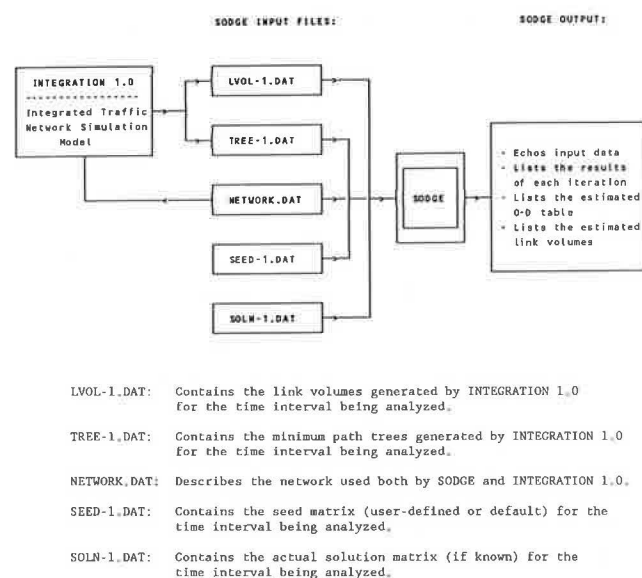 SODGE INPUT FILES:
SODGE OUTPUT:
INTEGRATION 1.0
--------------------
Integrated Traffic
Network Simulation
Model
LVOL-1.DAT
TREE-1.DAT
NETWORK.DAT
SEED-1.DAT
SOLN-1.DAT
SODGE
- Echos input data
- Lists the results
of each iteration
- Lists the estimated
O-D table
- Lists the estimated
link volumes
LVOL-1.DAT: Contains the link volumes generated by INTEGRATION 1.0
for the time interval being analyzed.
TREE-1.DAT: Contains the minimum path trees generated by INTEGRATION 1.0
for the time interval being analyzed.
NETWORK.DAT: Describes the network used both by SODGE and INTEGRATION 1.0.
SEED-1.DAT: Contains the seed matrix (user-defined or default) for the
time interval being analyzed.
SOLN-1.DAT: Contains the actual solution matrix (if known) for the
time interval being analyzed.